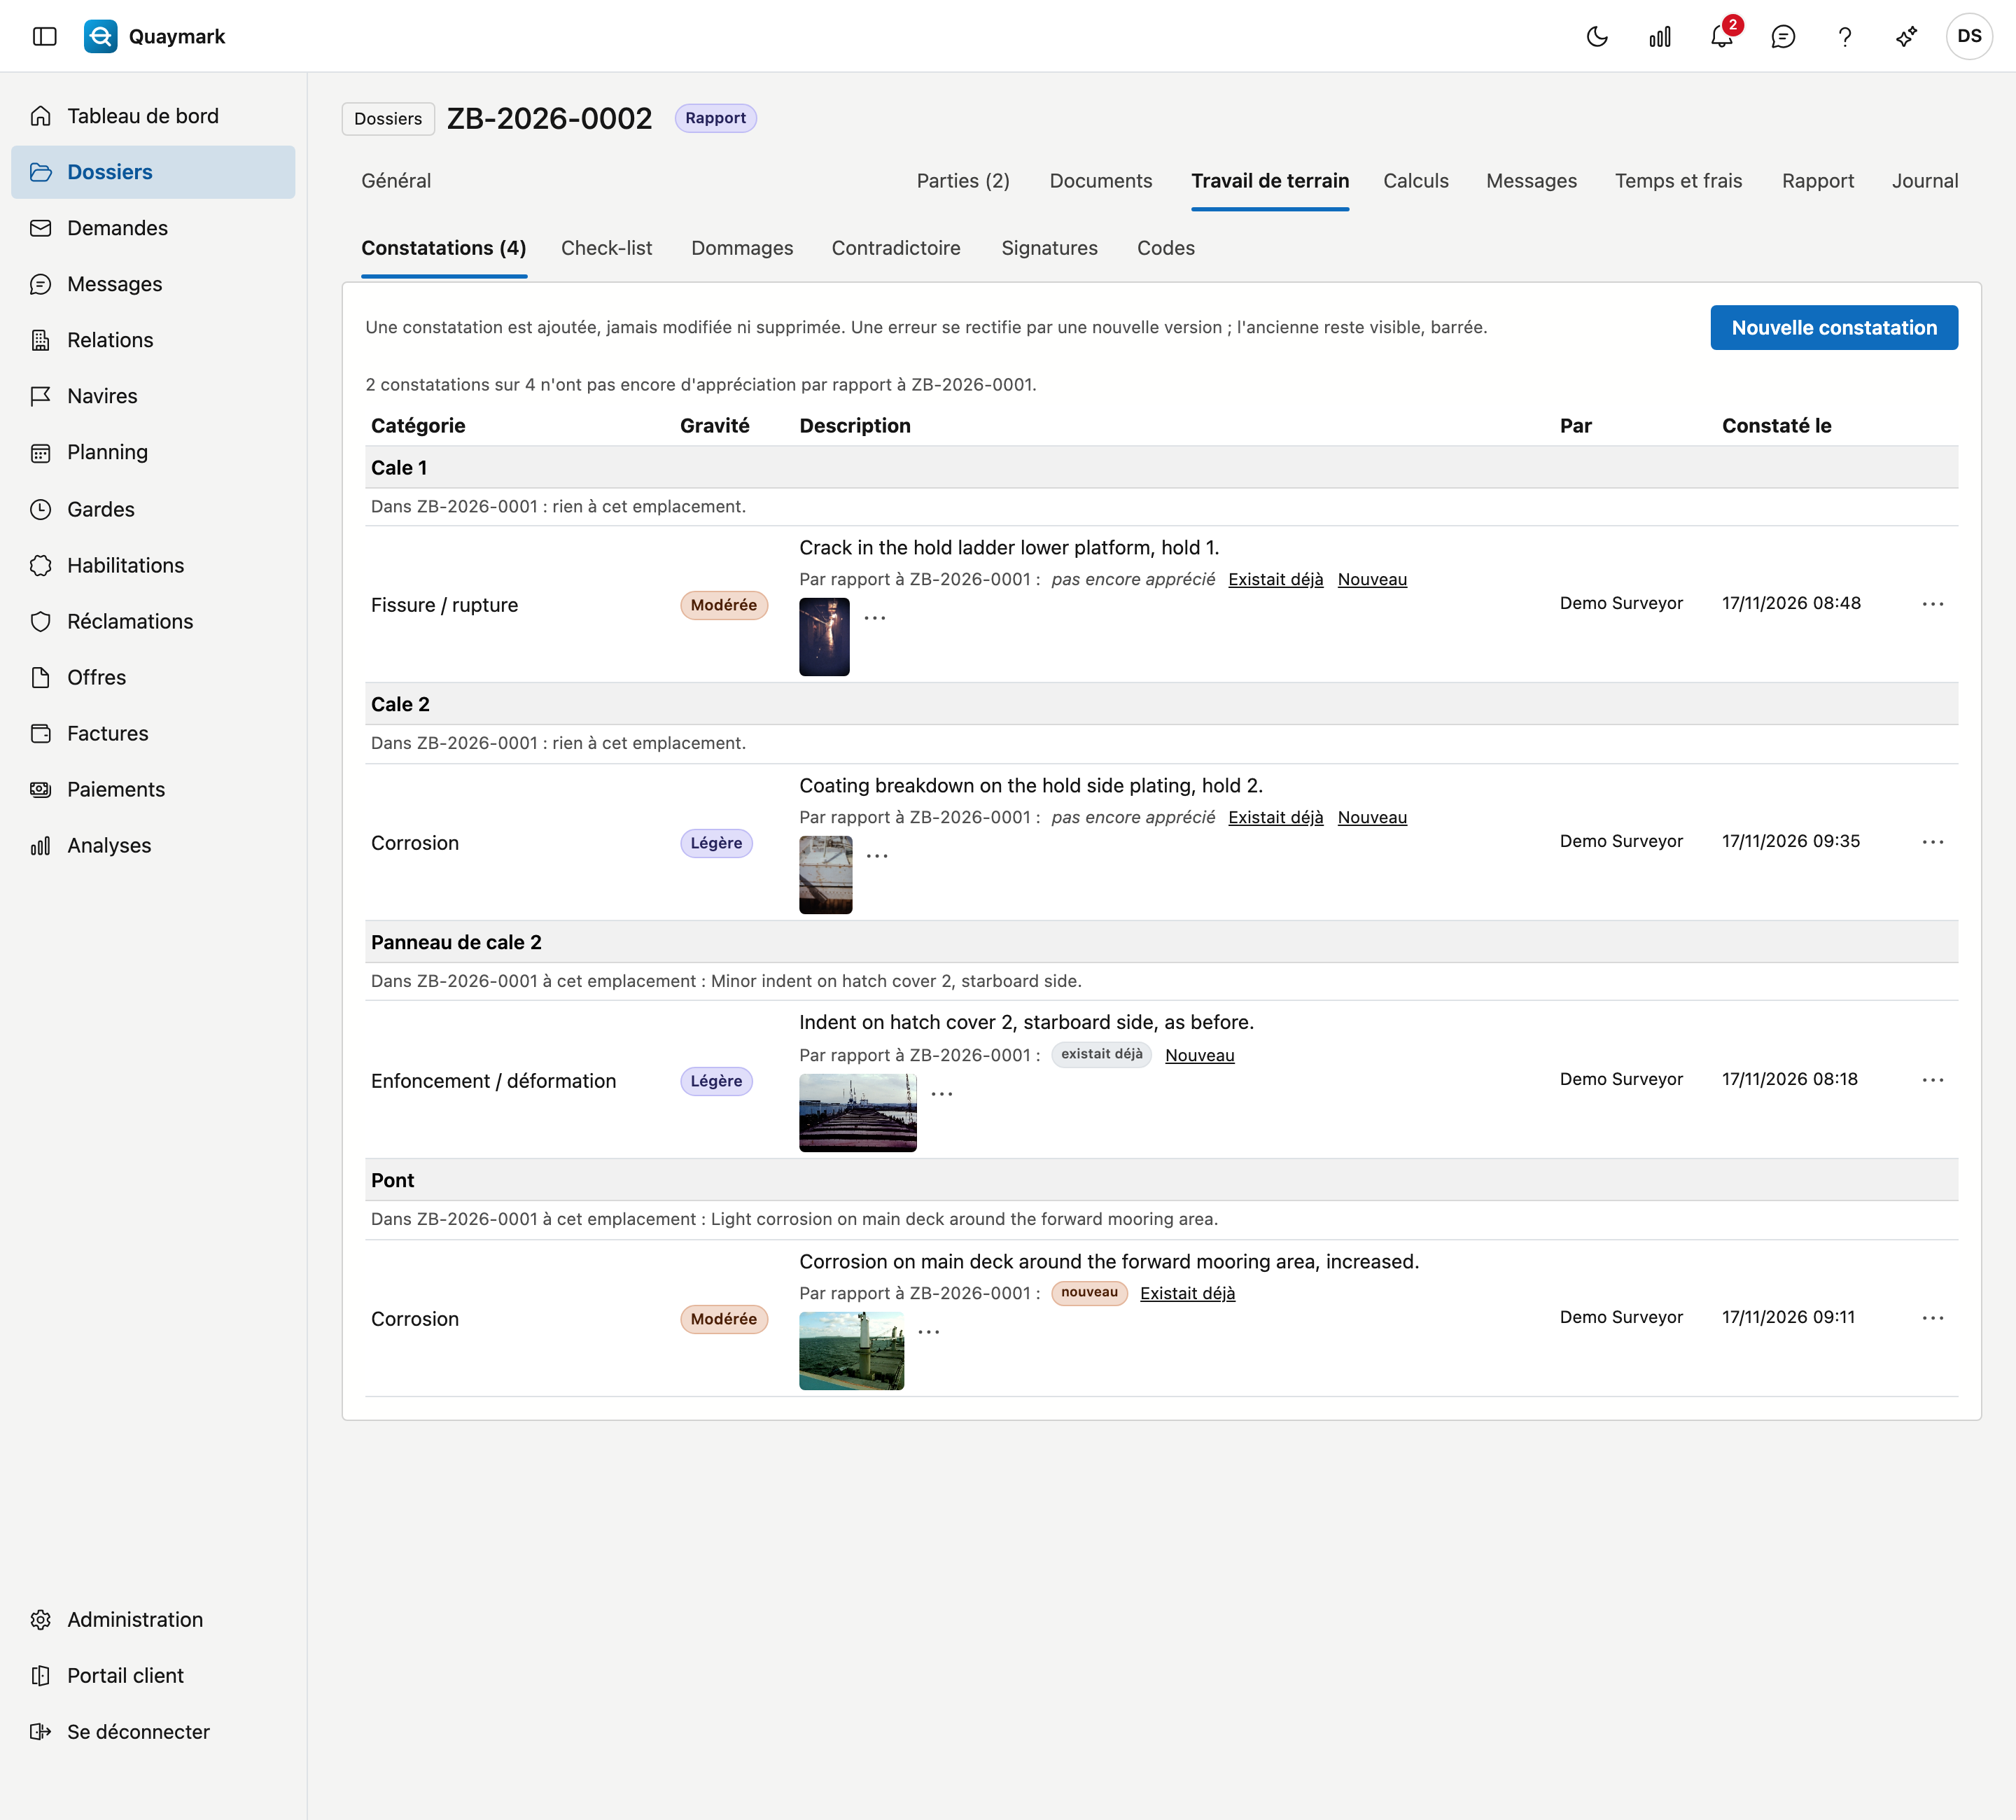 Quaymark
2
DS
Tableau de bord
Dossiers
Demandes
Messages
Relations
Navires
Planning
Gardes
Habilitations
Réclamations
Offres
Factures
Paiements
Analyses
Administration
Portail client
Se déconnecter
Dossiers ZB-2026-0002 Rapport
Général Parties (2) Documents Travail de terrain Calculs Messages Temps et frais Rapport Journal
Constatations (4) Check-list Dommages Contradictoire Signatures Codes
Une constatation est ajoutée, jamais modifiée ni supprimée. Une erreur se rectifie par une nouvelle version ; l'ancienne reste visible, barrée.
Nouvelle constatation
2 constatations sur 4 n'ont pas encore d'appréciation par rapport à ZB-2026-0001.
Catégorie Gravité Description Par Constaté le
Cale 1
Dans ZB-2026-0001 : rien à cet emplacement.
Crack in the hold ladder lower platform, hold 1.
Par rapport à ZB-2026-0001 : pas encore apprécié Existait déjà Nouveau
Fissure / rupture Modérée Demo Surveyor 17/11/2026 08:48
Cale 2
Dans ZB-2026-0001 : rien à cet emplacement.
Coating breakdown on the hold side plating, hold 2.
Par rapport à ZB-2026-0001 : pas encore apprécié Existait déjà Nouveau
Corrosion Légère Demo Surveyor 17/11/2026 09:35
Panneau de cale 2
Dans ZB-2026-0001 à cet emplacement : Minor indent on hatch cover 2, starboard side.
Indent on hatch cover 2, starboard side, as before.
Par rapport à ZB-2026-0001 : existait déjà Nouveau
Enfoncement / déformation Légère Demo Surveyor 17/11/2026 08:18
Pont
Dans ZB-2026-0001 à cet emplacement : Light corrosion on main deck around the forward mooring area.
Corrosion on main deck around the forward mooring area, increased.
Par rapport à ZB-2026-0001 : nouveau Existait déjà
Corrosion Modérée Demo Surveyor 17/11/2026 09:11